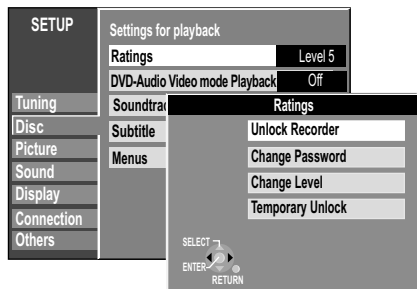 SETUP
Settings for playback
Ratings Level 5
DVD-Audio Video mode Playback Off
Soundtrac
Subtitle
Menus
Tuning
Disc
Picture
Sound
Display
Connection
Others
Ratings
Unlock Recorder
Change Password
Change Level
Temporary Unlock
SELECT
ENTER
RETURN